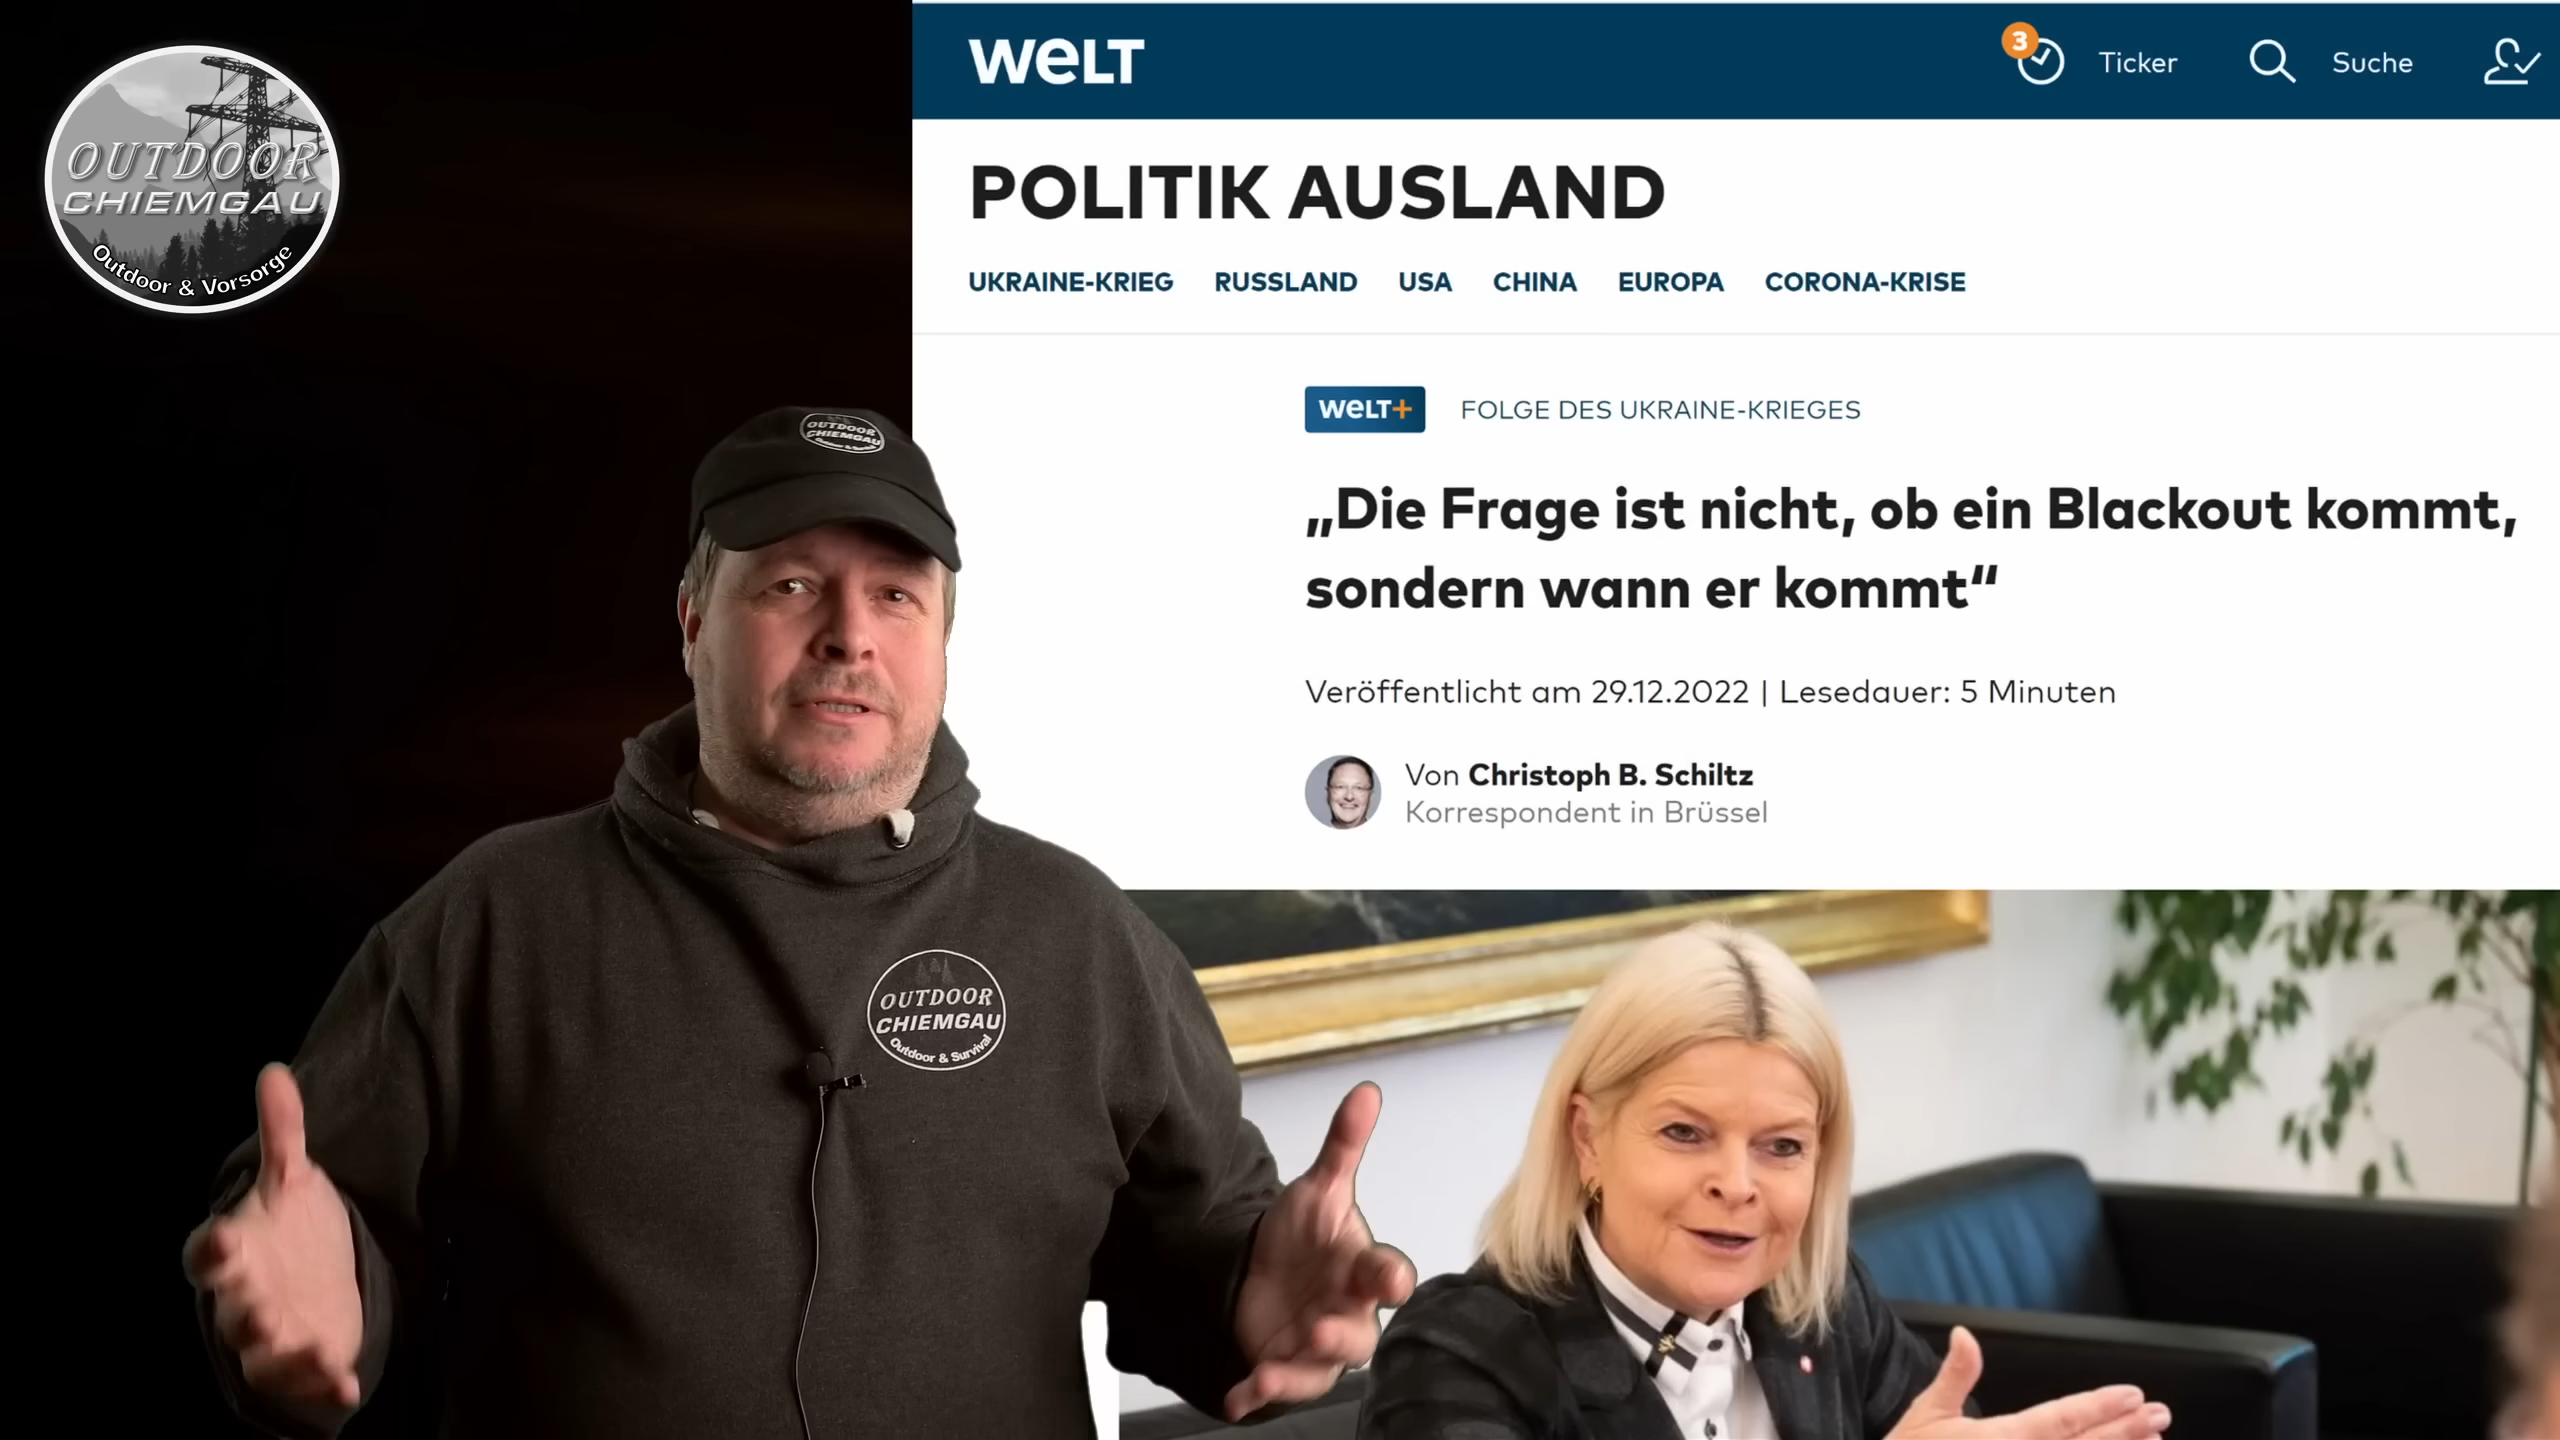 OUTDOOR
CHIEMGAU
Outdoor & Vorsorge
WELT
3
Ticker
Suche
POLITIK AUSLAND
UKRAINE-KRIEG RUSSLAND USA CHINA EUROPA CORONA-KRISE
WELT+ FOLGE DES UKRAINE-KRIEGES
„Die Frage ist nicht, ob ein Blackout kommt,
sondern wann er kommt“
Veröffentlicht am 29.12.2022 | Lesedauer: 5 Minuten
Von Christoph B. Schiltz
Korrespondent in Brüssel
OUTDOOR
CHIEMGAU
OUTDOOR
CHIEMGAU
Outdoor & Survival